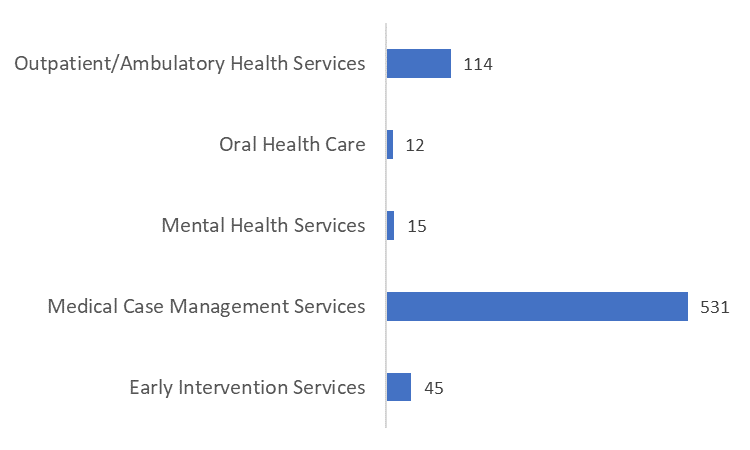 Outpatient/Ambulatory Health Services 114
Oral Health Care 12
Mental Health Services 15
Medical Case Management Services 531
Early Intervention Services 45